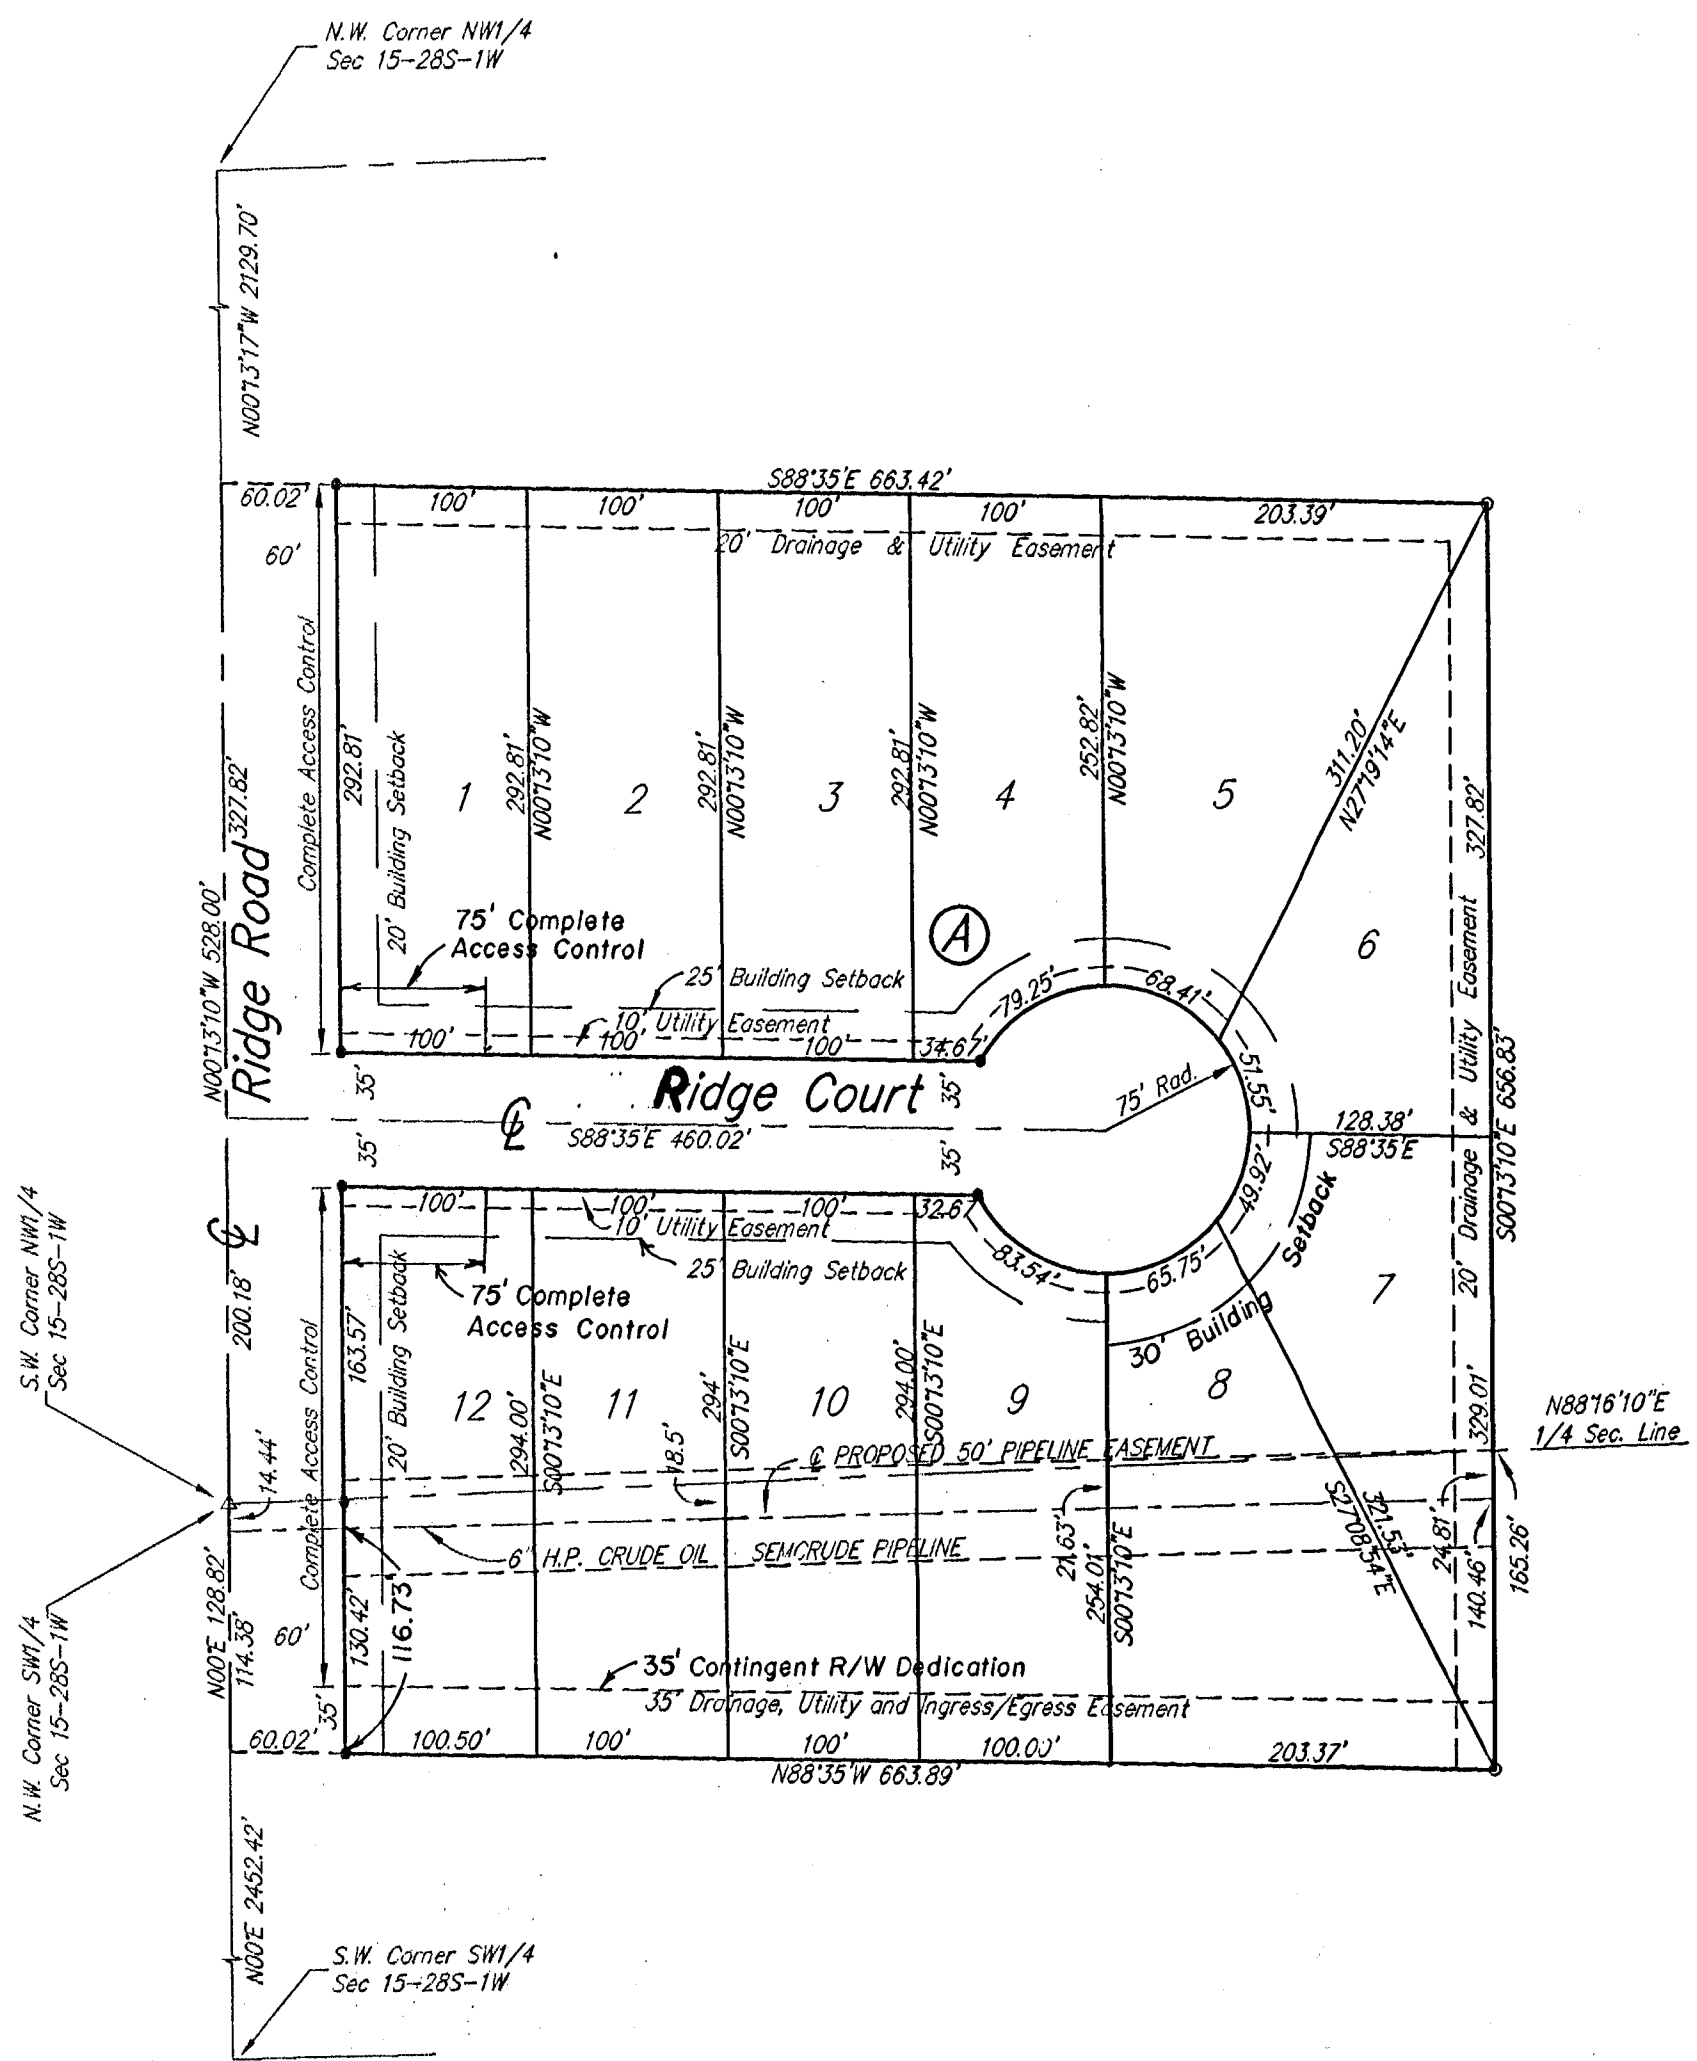 N.W. Corner NW1/4
Sec 15-28S-1W
N00°13'17"W 2129.70'
S88°35'E 663.42'
60.02'
100'
100'
100'
100'
203.39'
60'
20' Drainage & Utility Easement
Complete Access Control
292.81'
20' Building Setback
1
292.81'
N00°13'10"W
2
292.81'
N00°13'10"W
3
292.81'
N00°13'10"W
4
252.82'
N00°13'10"W
5
311.20'
N27°19'14"E
6
327.82'
20' Drainage & Utility Easement
S00°13'10"E 656.83'
N00°13'10"W 528.00'
Ridge Road
327.82'
75' Complete
Access Control
A
25' Building Setback
10' Utility Easement
100'
100'
100'
34.67'
79.25'
68.41'
51.55'
35'
35'
Ridge Court
75' Rad.
℄
S88°35'E 460.02'
128.38'
S88°35'E
35'
35'
49.92'
65.75'
83.54'
100'
100'
100'
32.67'
10' Utility Easement
25' Building Setback
75' Complete
Access Control
30' Building Setback
7
20' Drainage & Utility Easement
S.W. Corner NW1/4
Sec 15-28S-1W
℄
200.18'
Complete Access Control
163.57'
20' Building Setback
12
294.00'
S00°13'10"E
11
294'
S00°13'10"E
18.5'
10
294.00'
S00°13'10"E
9
8
329.01'
N88°16'10"E
1/4 Sec. Line
℄ PROPOSED 50' PIPELINE EASEMENT
14.44'
6" H.P. CRUDE OIL SEMCRUDE PIPELINE
21.63'
254.01'
S00°13'10"E
321.53'
S27°08'54"E
24.81'
140.46'
165.26'
N.W. Corner SW1/4
Sec 15-28S-1W
N00°E 128.82'
114.38'
60'
130.42'
116.73'
35'
35' Contingent R/W Dedication
35' Drainage, Utility and Ingress/Egress Easement
60.02'
100.50'
100'
100'
100.00'
203.37'
N88°35'W 663.89'
N00°E 2452.42'
S.W. Corner SW1/4
Sec 15-28S-1W